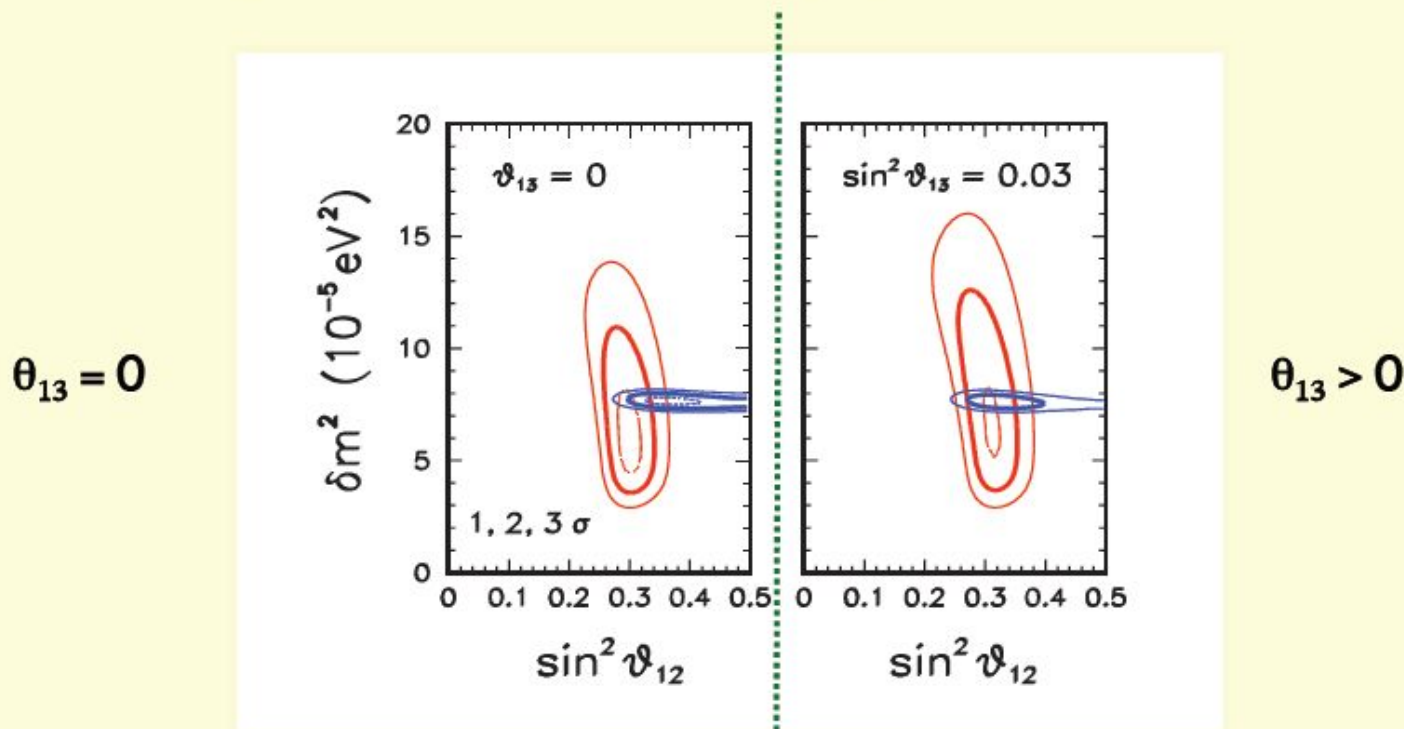 θ₁₃ = 0
20
15
10
5
0
δm² (10⁻⁵eV²)
ϑ₁₃ = 0
1, 2, 3 σ
0 0.1 0.2 0.3 0.4 0.5
sin² ϑ₁₂
sin² ϑ₁₃ = 0.03
0 0.1 0.2 0.3 0.4 0.5
sin² ϑ₁₂
θ₁₃ > 0